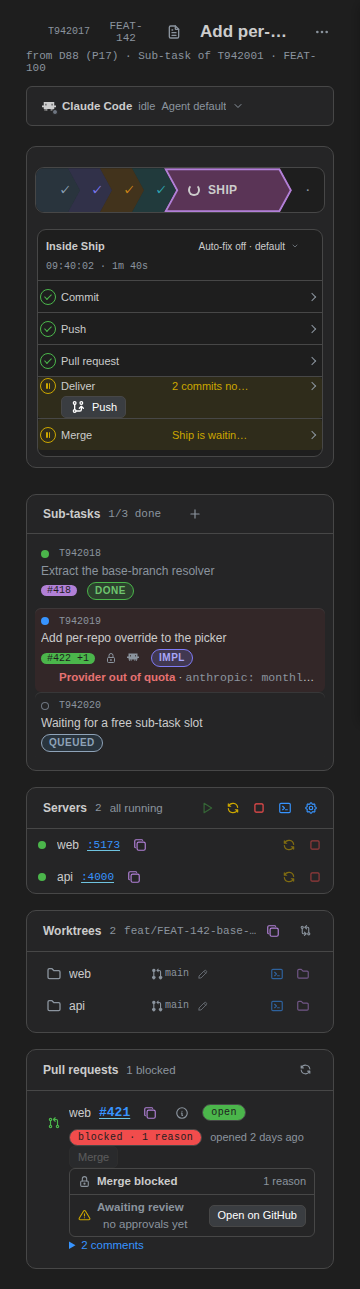 T942017 FEAT-142 Add per-…
from D88 (P17) · Sub-task of T942001 · FEAT-100
Claude Code idle Agent default
SHIP
Inside Ship Auto-fix off · default
09:40:02 · 1m 40s
Commit
Push
Pull request
Deliver 2 commits no…
Push
Merge Ship is waitin…
Sub-tasks 1/3 done
T942018
Extract the base-branch resolver
#418 DONE
T942019
Add per-repo override to the picker
#422 +1 IMPL
Provider out of quota · anthropic: monthl…
T942020
Waiting for a free sub-task slot
QUEUED
Servers 2 all running
web :5173
api :4000
Worktrees 2 feat/FEAT-142-base-…
web main
api main
Pull requests 1 blocked
web #421 open
blocked · 1 reason opened 2 days ago
Merge
Merge blocked 1 reason
Awaiting review
no approvals yet
Open on GitHub
2 comments